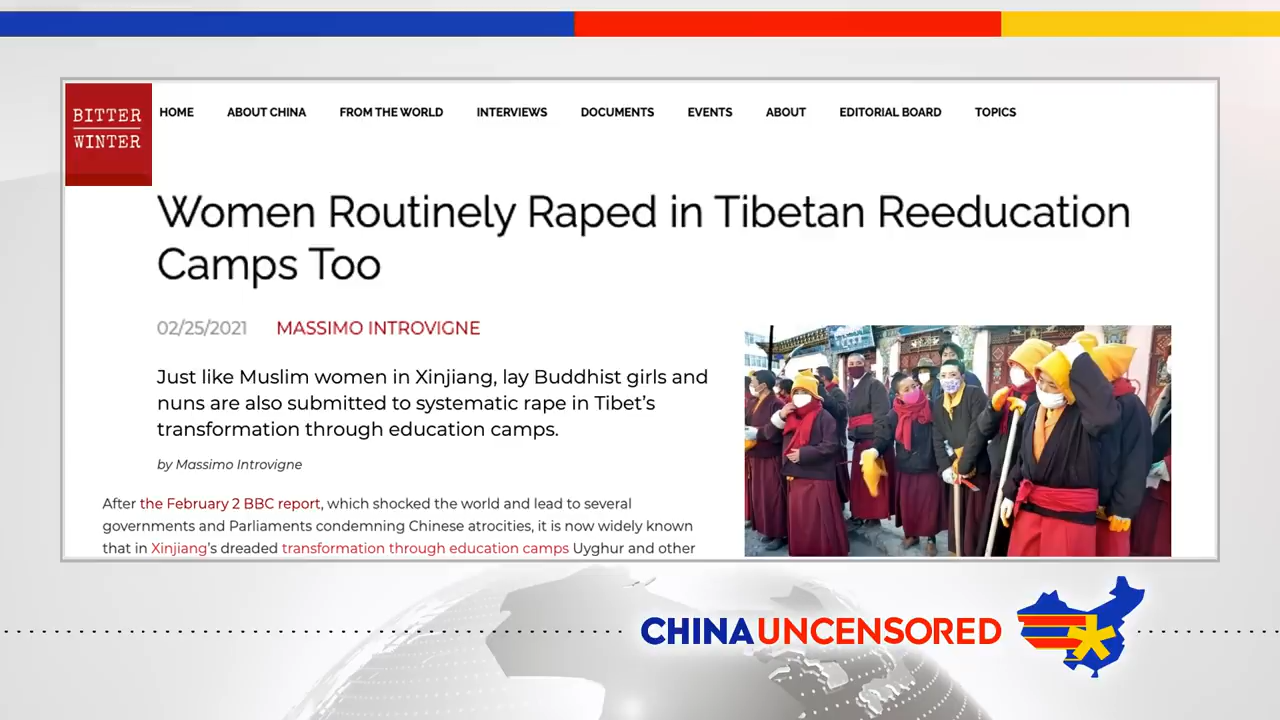 BITTER
WINTER
HOME ABOUT CHINA FROM THE WORLD INTERVIEWS DOCUMENTS EVENTS ABOUT EDITORIAL BOARD TOPICS
Women Routinely Raped in Tibetan Reeducation
Camps Too
02/25/2021 MASSIMO INTROVIGNE
Just like Muslim women in Xinjiang, lay Buddhist girls and
nuns are also submitted to systematic rape in Tibet's
transformation through education camps.
by Massimo Introvigne
After the February 2 BBC report, which shocked the world and lead to several
governments and Parliaments condemning Chinese atrocities, it is now widely known
that in Xinjiang's dreaded transformation through education camps Uyghur and other
CHINA UNCENSORED